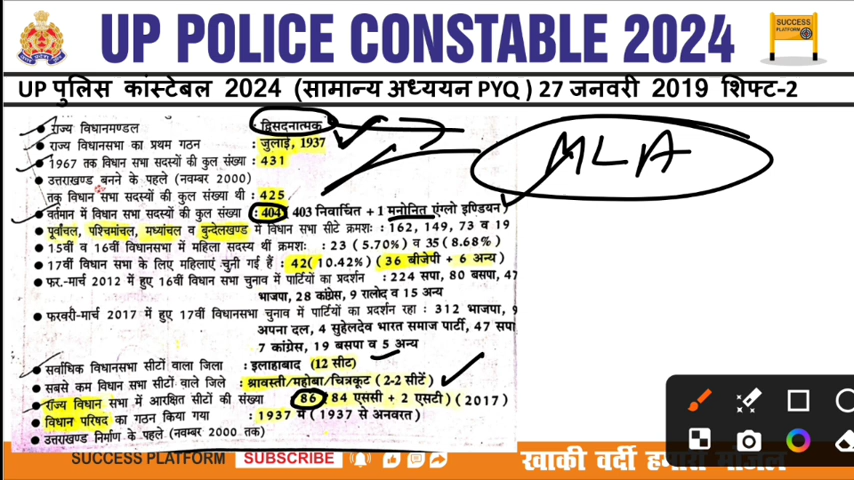 UP POLICE CONSTABLE 2024
SUCCESS
PLATFORM
UP पुलिस कांस्टेबल 2024 (सामान्य अध्ययन PYQ ) 27 जनवरी 2019 शिफ्ट-2
राज्य विधानमण्डल : द्विसदनात्मक
राज्य विधानसभा का प्रथम गठन : जुलाई, 1937
1967 तक विधान सभा सदस्यों की कुल संख्या : 431
उत्तराखण्ड बनने के पहले (नवम्बर 2000)
तक विधान सभा सदस्यों की कुल संख्या थी : 425
वर्तमान में विधान सभा सदस्यों की कुल संख्या : 404 (403 निर्वाचित + 1 मनोनित एंग्लो इण्डियन)
पूर्वांचल, पश्चिमांचल, मध्यांचल व बुन्देलखण्ड में विधान सभा सीटे क्रमशः : 162, 149, 73 व 19
15वीं व 16वीं विधानसभा में महिला सदस्य थीं क्रमशः : 23 (5.70%) व 35 (8.68%)
17वीं विधान सभा के लिए महिलाएं चुनी गई हैं : 42(10.42%) (36 बीजेपी + 6 अन्य)
फर.-मार्च 2012 में हुए 16वीं विधान सभा चुनाव में पार्टियों का प्रदर्शन : 224 सपा, 80 बसपा, 47
भाजपा, 28 कांग्रेस, 9 रालोद व 15 अन्य
फरवरी-मार्च 2017 में हुए 17वीं विधानसभा चुनाव में पार्टियों का प्रदर्शन रहा : 312 भाजपा, 9
अपना दल, 4 सुहेलदेव भारत समाज पार्टी, 47 सपा
7 कांग्रेस, 19 बसपा व 5 अन्य
सर्वाधिक विधानसभा सीटों वाला जिला : इलाहाबाद (12 सीट)
सबसे कम विधान सभा सीटों वाले जिले : श्रावस्ती/महोबा/चित्रकूट (2-2 सीटें)
राज्य विधान सभा में आरक्षित सीटों की संख्या : 86 84 एससी + 2 एसटी) (2017)
विधान परिषद का गठन किया गया : 1937 में (1937 से अनवरत)
उत्तराखण्ड निर्माण के पहले (नवम्बर 2000 तक)
MLA
SUCCESS PLATFORM SUBSCRIBE
खाकी वर्दी हमारी मंजिल